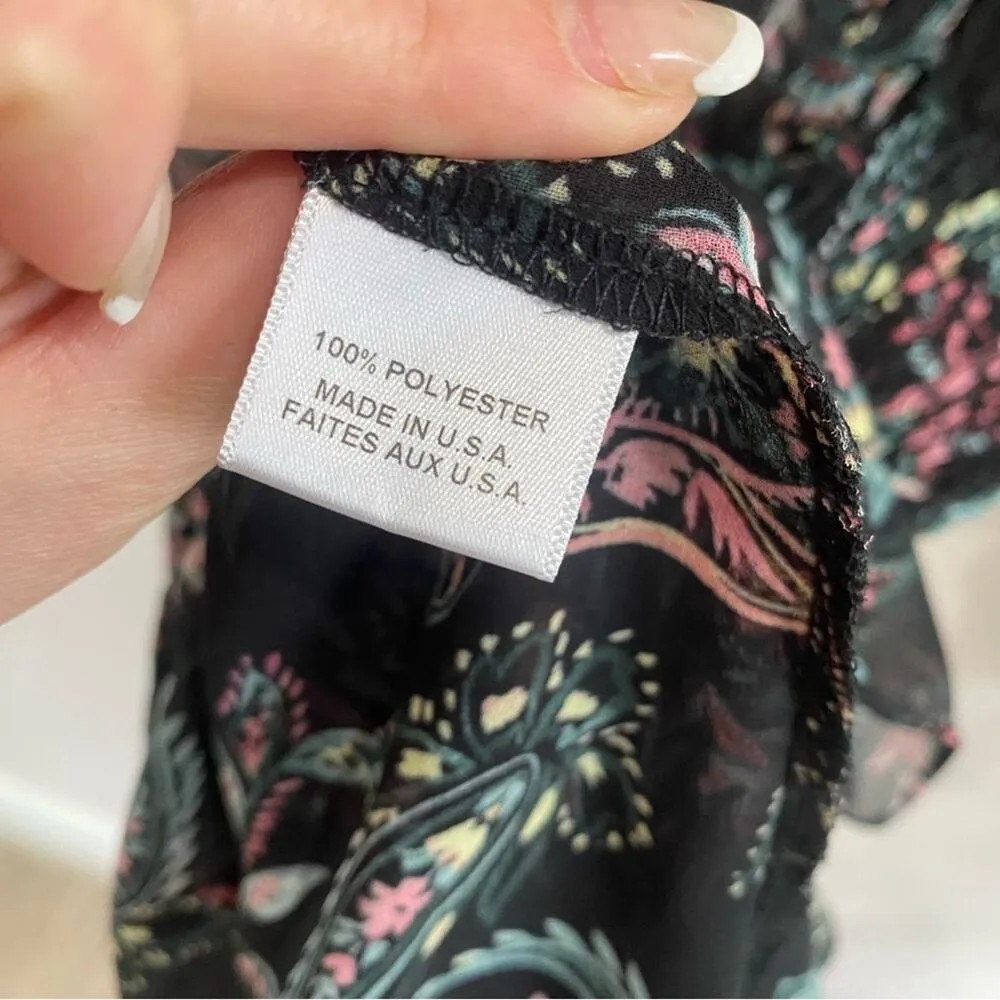 100% POLYESTER
MADE IN U.S.A.
FAITES AUX U.S.A.